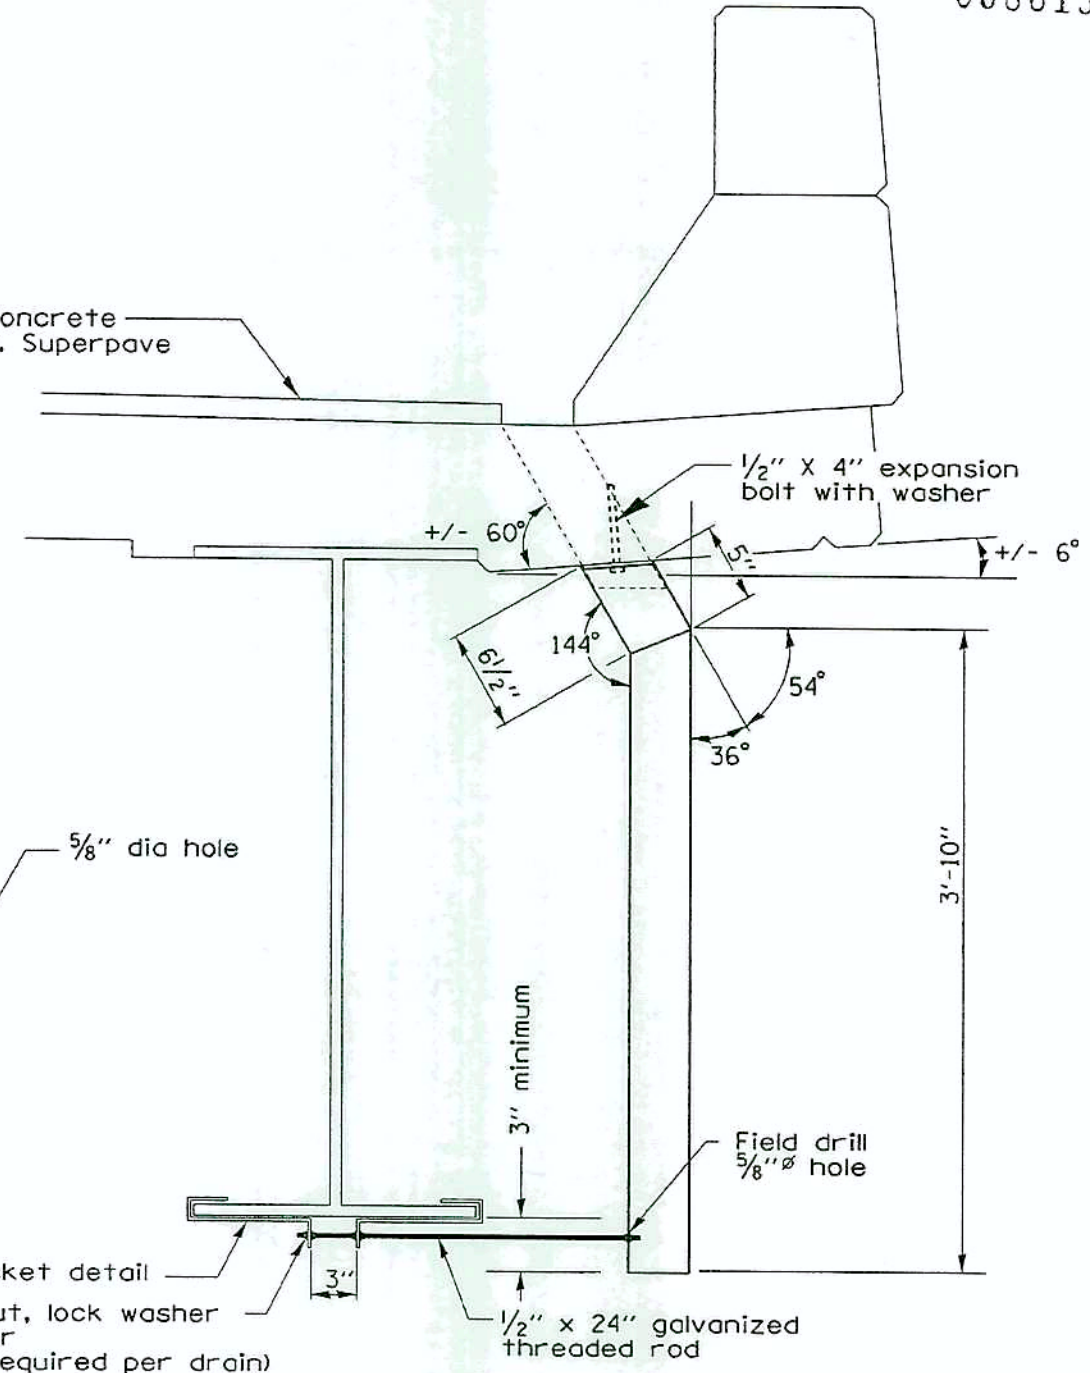 oncrete
. Superpave
1/2" X 4" expansion
bolt with washer
+/- 60°
5"
+/- 6°
144°
6 1/2"
54°
36°
5/8" dia hole
3'-10"
3" minimum
Field drill
5/8"ø hole
ket detail
3"
ut, lock washer
r
equired per drain)
1/2" x 24" galvanized
threaded rod